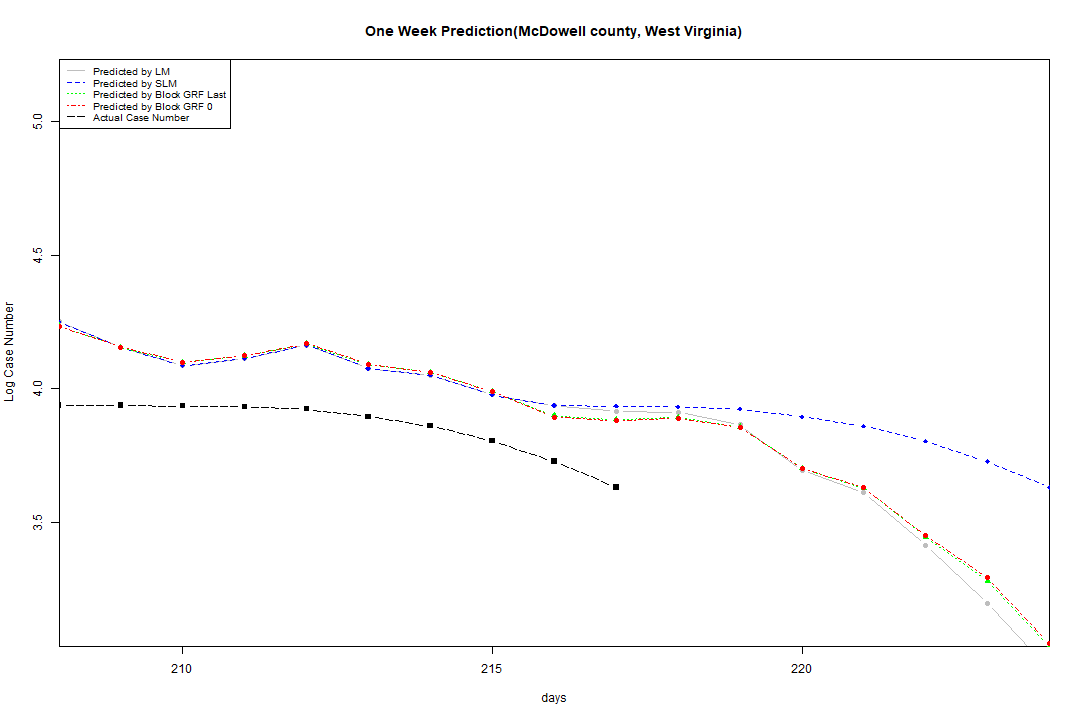 One Week Prediction(McDowell county, West Virginia)
Predicted by LM
Predicted by SLM
Predicted by Block GRF Last
Predicted by Block GRF 0
Actual Case Number
5.0
4.5
4.0
3.5
Log Case Number
210
215
220
days